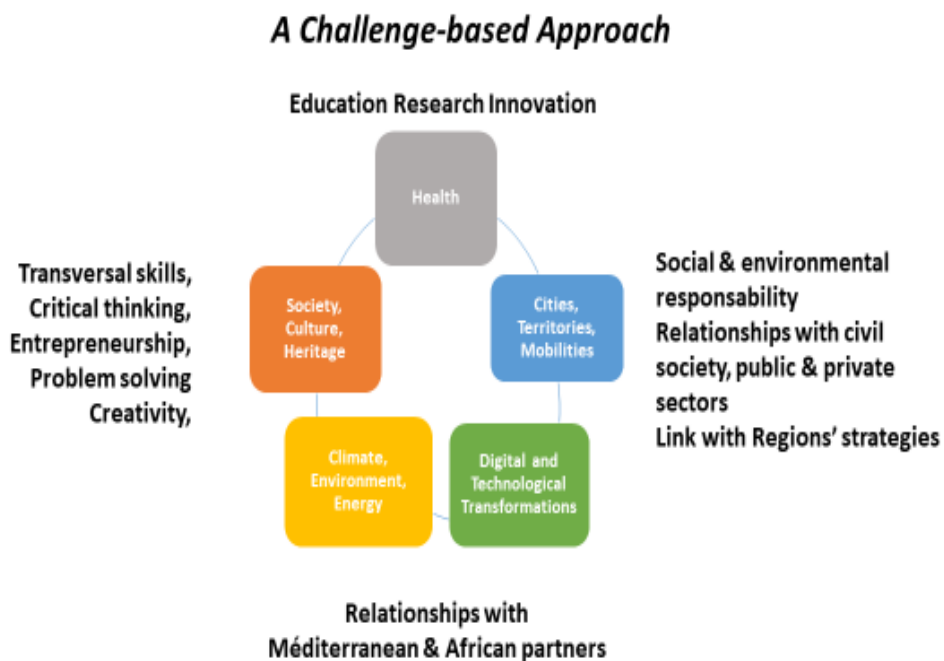 A Challenge-based Approach
Education Research Innovation
Health
Transversal skills,
Critical thinking,
Entrepreneurship,
Problem solving
Creativity,
Society,
Culture,
Heritage
Cities,
Territories,
Mobilities
Social & environmental
responsability
Relationships with civil
society, public & private
sectors
Link with Regions’ strategies
Climate,
Environment,
Energy
Digital and
Technological
Transformations
Relationships with
Méditerranean & African partners